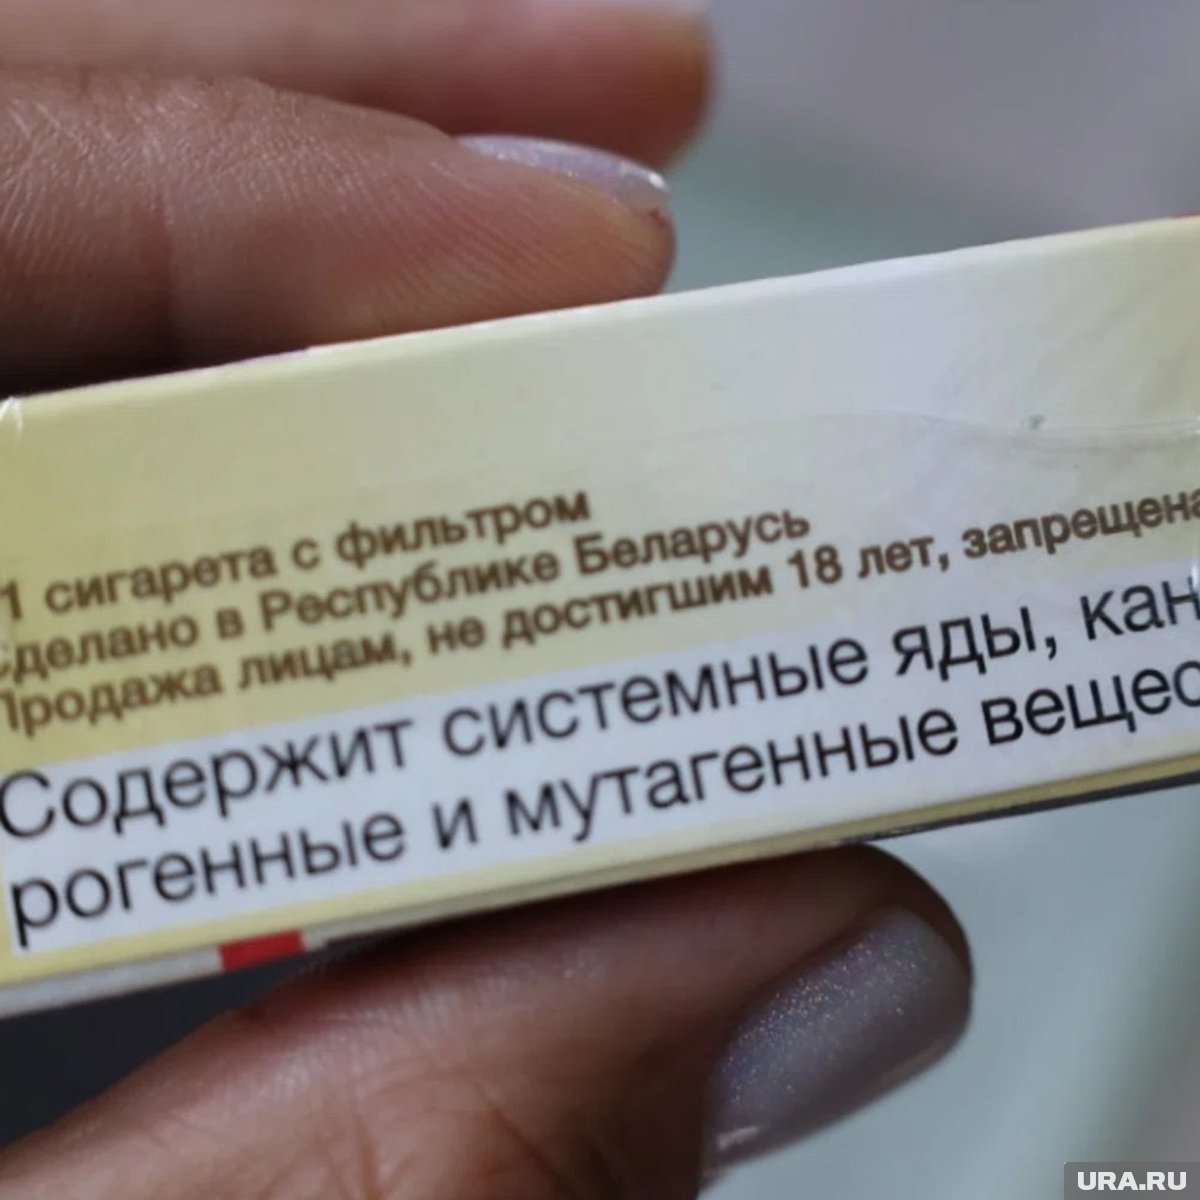 1 сигарета с фильтром
Сделано в Республике Беларусь
Продажа лицам, не достигшим 18 лет, запрещена
Содержит системные яды, кан
рогенные и мутагенные вещес
URA.RU